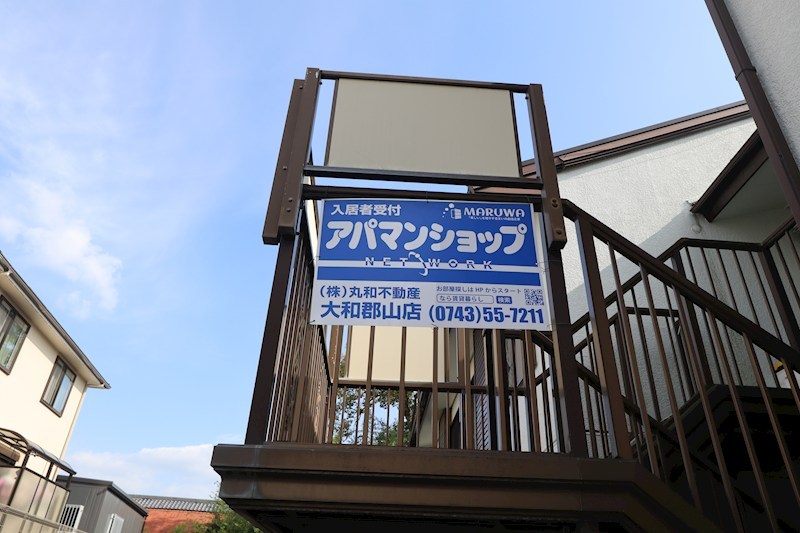 入居者受付
MARUWA
アパマンショップ
NETWORK
(株)丸和不動産
お部屋探しはHPからスタート
なら賃貸暮らし 検索
大和郡山店 (0743)55-7211